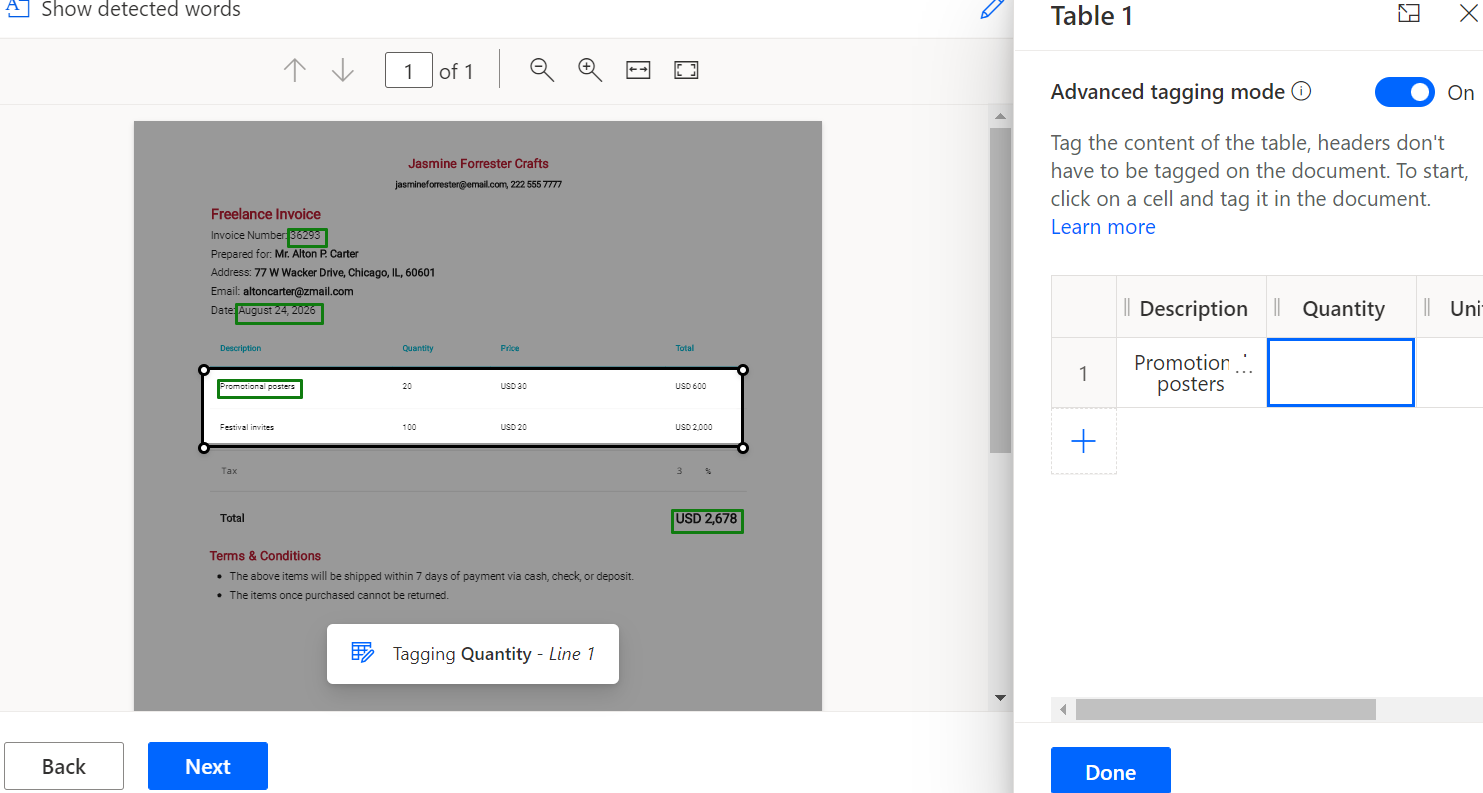 Show detected words
1 of 1
Jasmine Forrester Crafts
jasmineforrester@email.com, 222 555 7777
Freelance Invoice
Invoice Number: 36293
Prepared for: Mr. Alton P. Carter
Address: 77 W Wacker Drive, Chicago, IL, 60601
Email: altoncarter@zmail.com
Date: August 24, 2026
Description Quantity Price Total
Promotional posters 20 USD 30 USD 600
Festival invites 100 USD 20 USD 2,000
Tax 3 %
Total USD 2,678
Terms & Conditions
• The above items will be shipped within 7 days of payment via cash, check, or deposit.
• The items once purchased cannot be returned.
Tagging Quantity - Line 1
Back Next
Table 1
Advanced tagging mode On
Tag the content of the table, headers don't
have to be tagged on the document. To start,
click on a cell and tag it in the document.
Learn more
Description Quantity Uni
1 Promotion ...
posters
Done